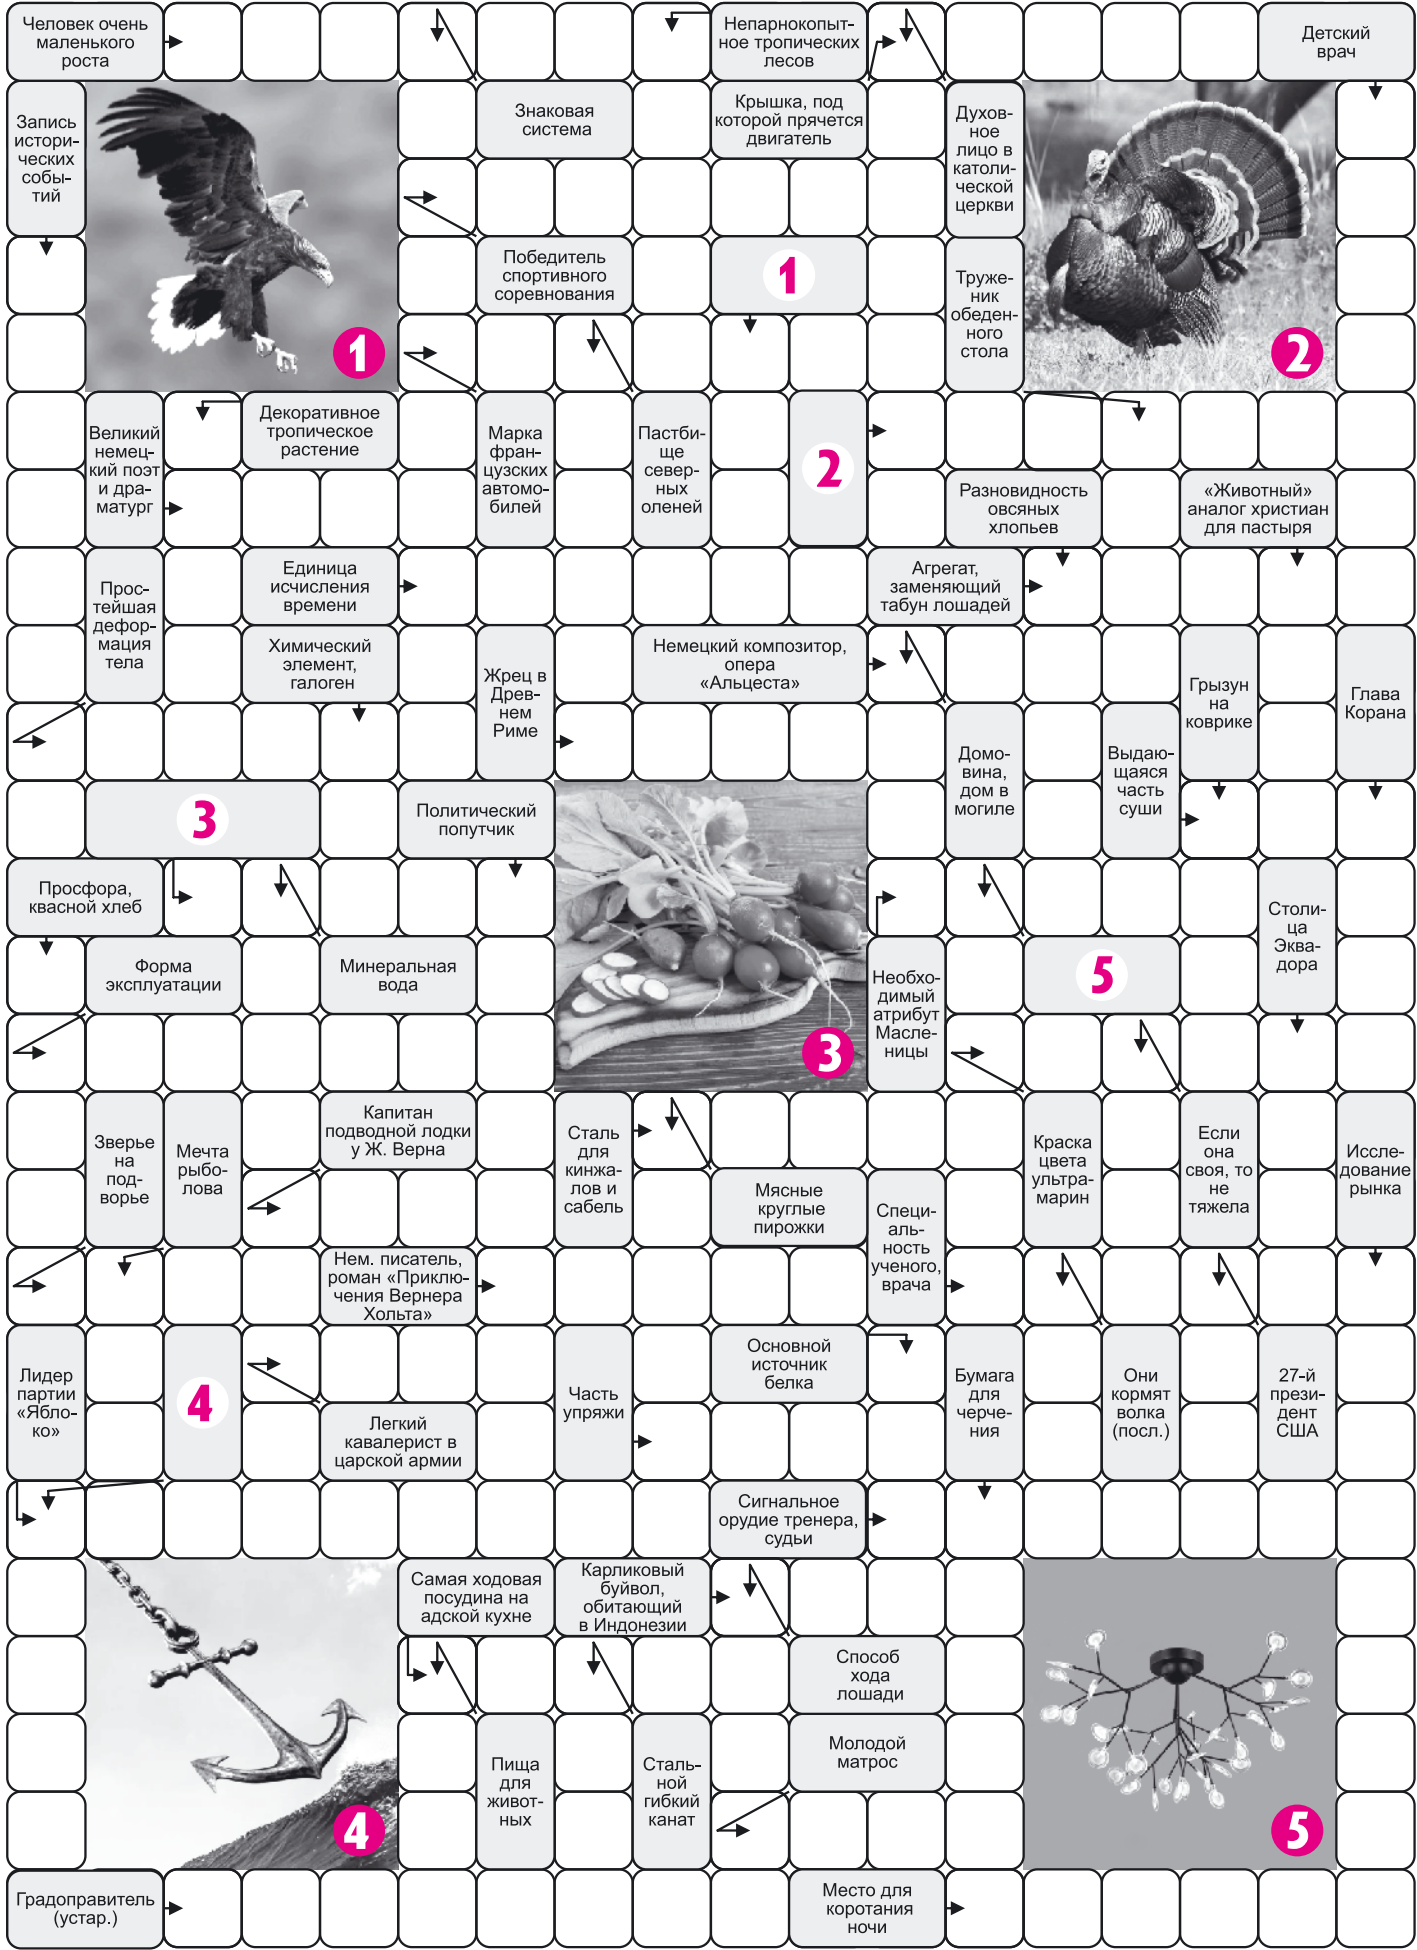 Человек очень
маленького
роста
Непарнокопыт-
ное тропических
лесов
Детский
врач
Запись
истори-
ческих
собы-
тий
Знаковая
система
Крышка, под
которой прячется
двигатель
Духов-
ное
лицо в
католи-
ческой
церкви
Победитель
спортивного
соревнования
1
Труже-
ник
обеден-
ного
стола
1
2
Великий
немец-
кий поэт
и дра-
матург
Декоративное
тропическое
растение
Марка
фран-
цузских
автомо-
билей
Пастби-
ще
север-
ных
оленей
2
Разновидность
овсяных
хлопьев
«Животный»
аналог христиан
для пастыря
Прос-
тейшая
дефор-
мация
тела
Единица
исчисления
времени
Агрегат,
заменяющий
табун лошадей
Химический
элемент,
галоген
Жрец в
Древ-
нем
Риме
Немецкий композитор,
опера
«Альцеста»
Грызун
на
коврике
Глава
Корана
Домо-
вина,
дом в
могиле
Выдаю-
щаяся
часть
суши
3
Политический
попутчик
Просфора,
квасной хлеб
Столи-
ца
Эква-
дора
Форма
эксплуатации
Минеральная
вода
3
Необхо-
димый
атрибут
Масле-
ницы
5
Зверье
на
под-
ворье
Мечта
рыбо-
лова
Капитан
подводной лодки
у Ж. Верна
Сталь
для
кинжа-
лов и
сабель
Мясные
круглые
пирожки
Специ-
аль-
ность
ученого,
врача
Краска
цвета
ультра-
марин
Если
она
своя, то
не
тяжела
Иссле-
дование
рынка
Нем. писатель,
роман «Приклю-
чения Вернера
Хольта»
Лидер
партии
«Ябло-
ко»
4
Легкий
кавалерист в
царской армии
Часть
упряжи
Основной
источник
белка
Бумага
для
черче-
ния
Они
кормят
волка
(посл.)
27-й
прези-
дент
США
Сигнальное
орудие тренера,
судьи
Самая ходовая
посудина на
адской кухне
Карликовый
буйвол,
обитающий
в Индонезии
Способ
хода
лошади
Пища
для
живот-
ных
Сталь-
ной
гибкий
канат
Молодой
матрос
4
5
Градоправитель
(устар.)
Место для
коротания
ночи